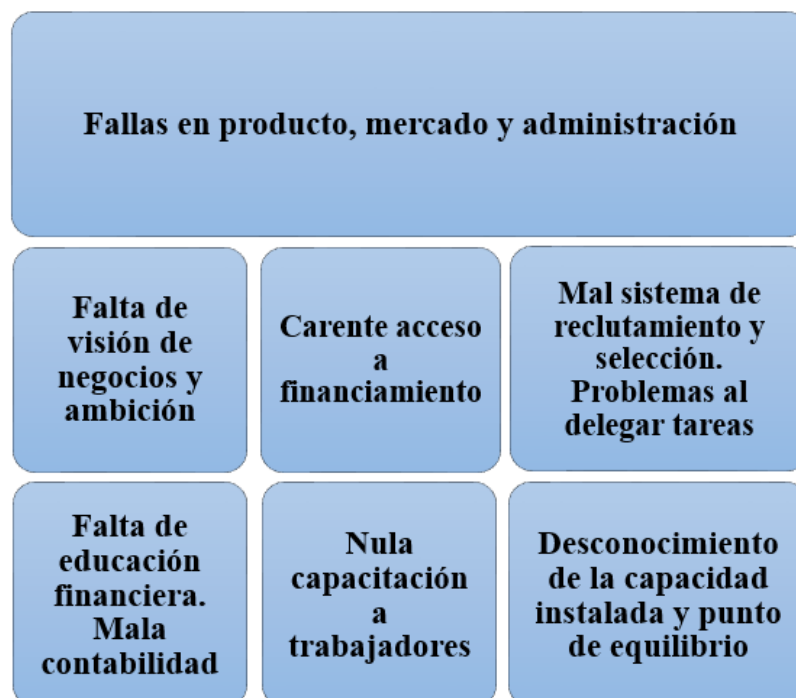 Fallas en producto, mercado y administración
Falta de
visión de
negocios y
ambición
Carente acceso
a
financiamiento
Mal sistema de
reclutamiento y
selección.
Problemas al
delegar tareas
Falta de
educación
financiera.
Mala
contabilidad
Nula
capacitación
a
trabajadores
Desconocimiento
de la capacidad
instalada y punto
de equilibrio